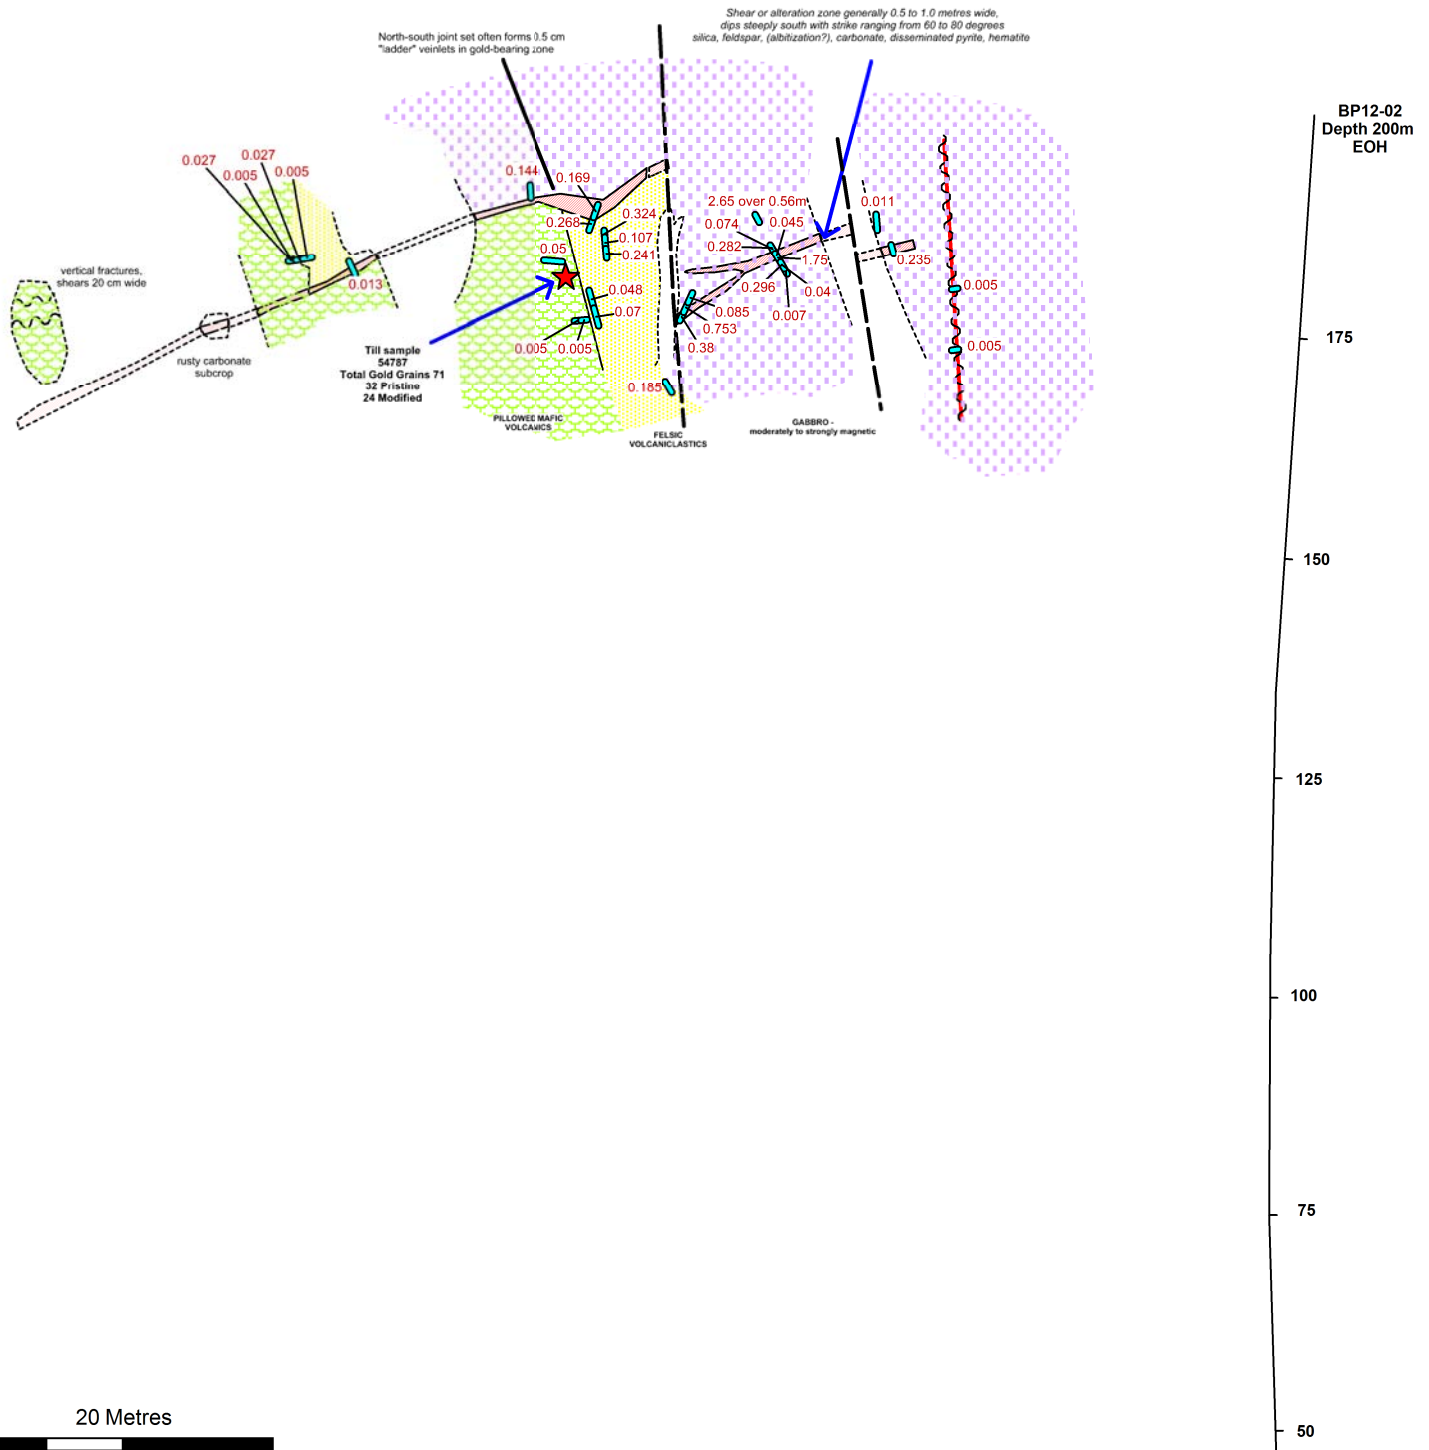 Shear or alteration zone generally 0.5 to 1.0 metres wide,
dips steeply south with strike ranging from 60 to 80 degrees
silica, feldspar, (albitization?), carbonate, disseminated pyrite, hematite
North-south joint set often forms 0.5 cm
"ladder" veinlets in gold-bearing zone
BP12-02
Depth 200m
EOH
0.027
0.027
0.005
0.005
0.144
0.169
0.268
0.324
0.107
0.241
0.05
2.65 over 0.56m
0.074
0.045
0.282
1.75
0.296
0.04
0.007
0.011
0.235
0.005
0.005
vertical fractures,
shears 20 cm wide
0.013
0.048
0.07
0.005
0.005
0.085
0.753
0.38
0.185
rusty carbonate
subcrop
Till sample
54787
Total Gold Grains 71
32 Pristine
24 Modified
PILLOWED MAFIC
VOLCANICS
FELSIC
VOLCANICLASTICS
GABBRO -
moderately to strongly magnetic
175
150
125
100
75
50
20 Metres